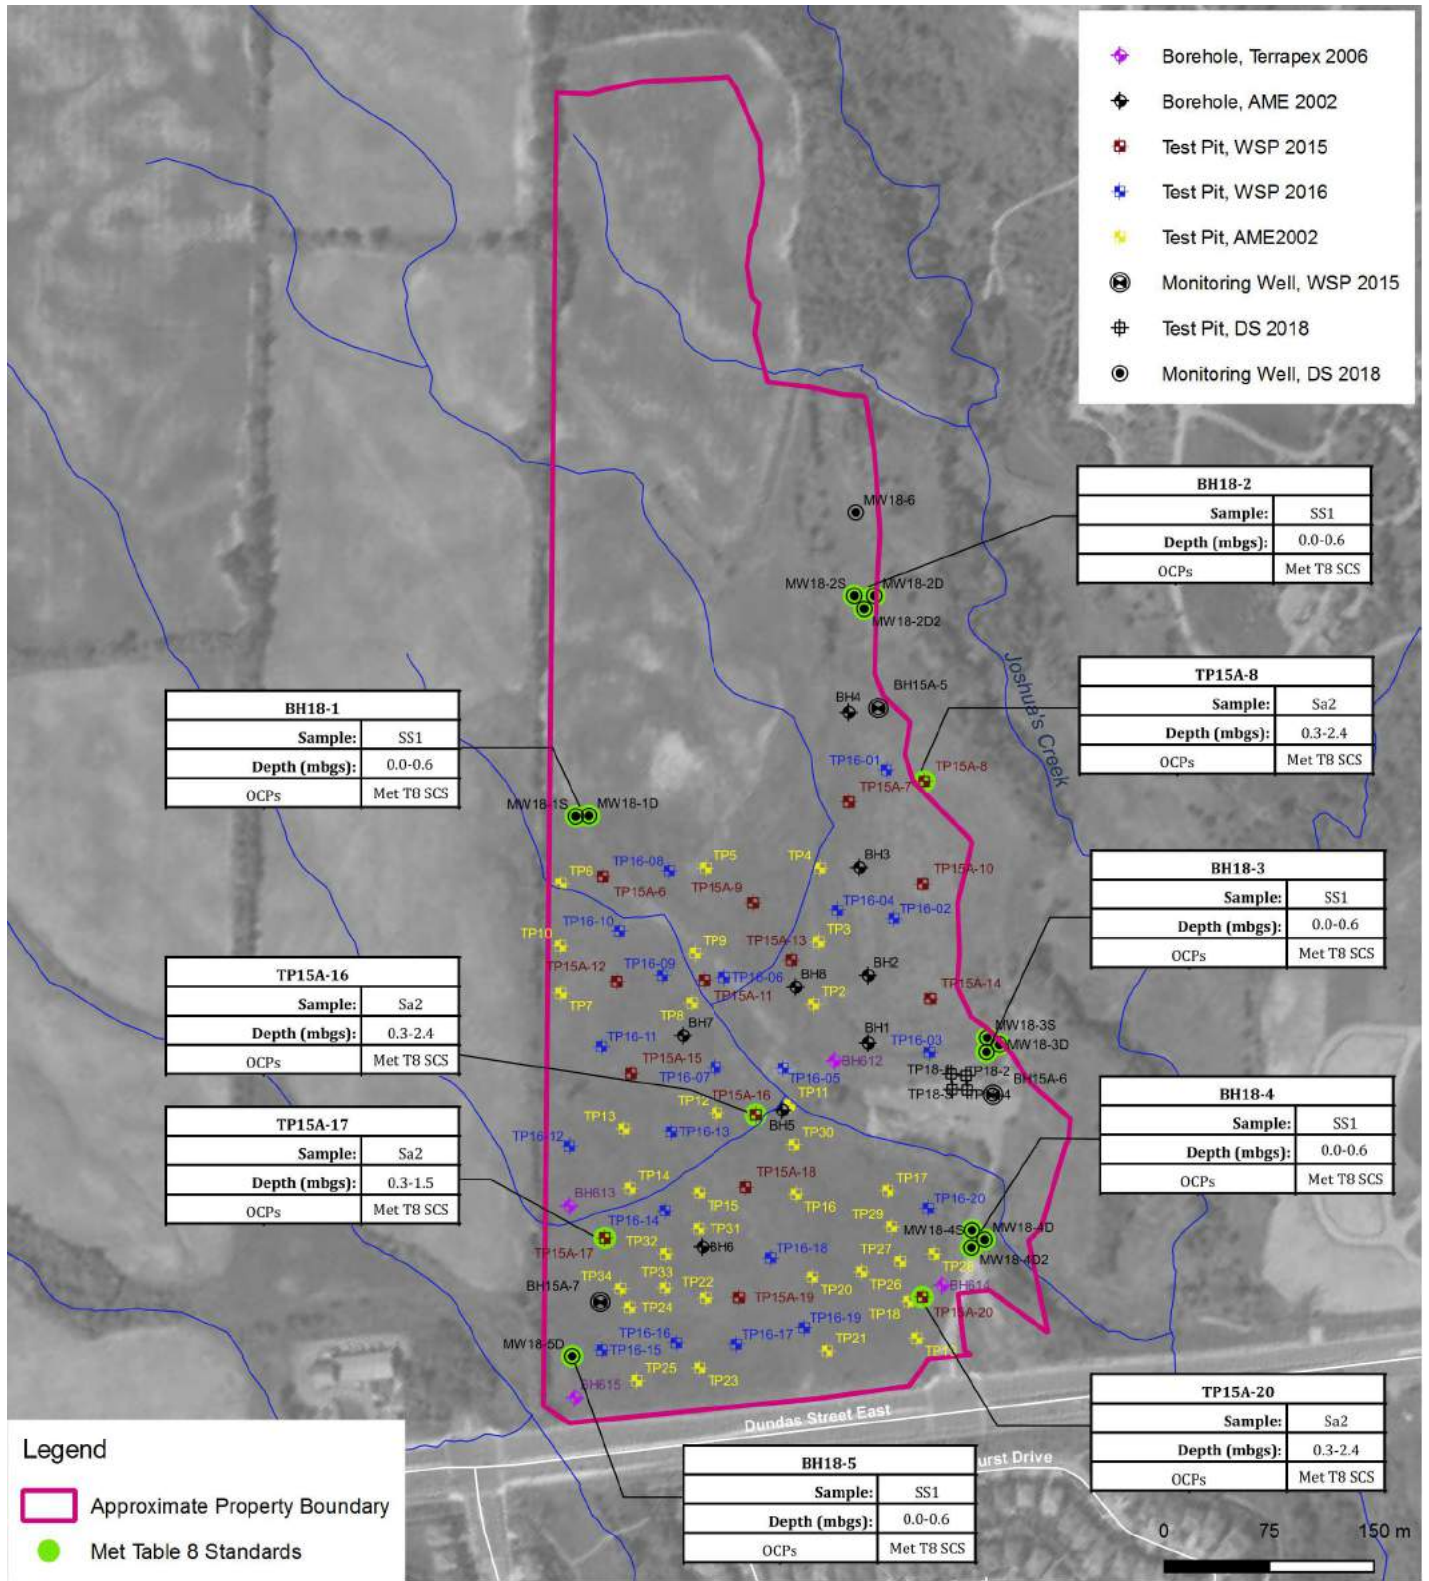 Borehole, Terrapex 2006
Borehole, AME 2002
Test Pit, WSP 2015
Test Pit, WSP 2016
Test Pit, AME2002
Monitoring Well, WSP 2015
Test Pit, DS 2018
Monitoring Well, DS 2018
BH18-2
Sample: SS1
Depth (mbgs): 0.0-0.6
OCPs Met T8 SCS
MW18-6
MW18-2S
MW18-2D
MW18-2D2
Joshua's Creek
TP15A-8
Sample: Sa2
Depth (mbgs): 0.3-2.4
OCPs Met T8 SCS
BH15A-5
BH4
BH18-1
Sample: SS1
Depth (mbgs): 0.0-0.6
OCPs Met T8 SCS
TP16-01
TP15A-8
TP15A-7
MW18-1S
MW18-1D
BH18-3
Sample: SS1
Depth (mbgs): 0.0-0.6
OCPs Met T8 SCS
TP6
TP16-08
TP5
TP4
BH3
TP15A-10
TP15A-6
TP15A-9
TP16-04
TP16-02
TP10
TP16-10
TP9
TP15A-13
TP3
TP15A-12
TP16-09
TP16-06
BH8
BH2
TP15A-11
TP15A-14
TP7
TP8
TP2
BH7
BH1
MW18-3S
MW18-3D
TP15A-16
Sample: Sa2
Depth (mbgs): 0.3-2.4
OCPs Met T8 SCS
TP16-11
TP15A-15
TP16-07
TP16-05
BH612
TP16-03
TP18-2
BH15A-6
TP18-3
BH18-4
Sample: SS1
Depth (mbgs): 0.0-0.6
OCPs Met T8 SCS
TP15A-16
TP12
TP11
TP13
BH5
TP16-12
TP16-13
TP30
TP15A-17
Sample: Sa2
Depth (mbgs): 0.3-1.5
OCPs Met T8 SCS
TP14
TP15A-18
TP17
BH613
TP15
TP16
TP16-20
TP16-14
TP31
TP29
MW18-4S
MW18-4D
TP15A-17
TP32
BH6
TP16-18
TP27
TP28
MW18-4D2
BH15A-7
TP34
TP33
TP22
TP20
TP26
BH614
TP24
TP15A-19
TP18
TP15A-20
MW18-5D
TP16-16
TP16-19
TP16-15
TP16-17
TP21
TP25
TP23
BH615
TP15A-20
Sample: Sa2
Depth (mbgs): 0.3-2.4
OCPs Met T8 SCS
Dundas Street East
urst Drive
BH18-5
Sample: SS1
Depth (mbgs): 0.0-0.6
OCPs Met T8 SCS
Legend
Approximate Property Boundary
Met Table 8 Standards
0 75 150 m